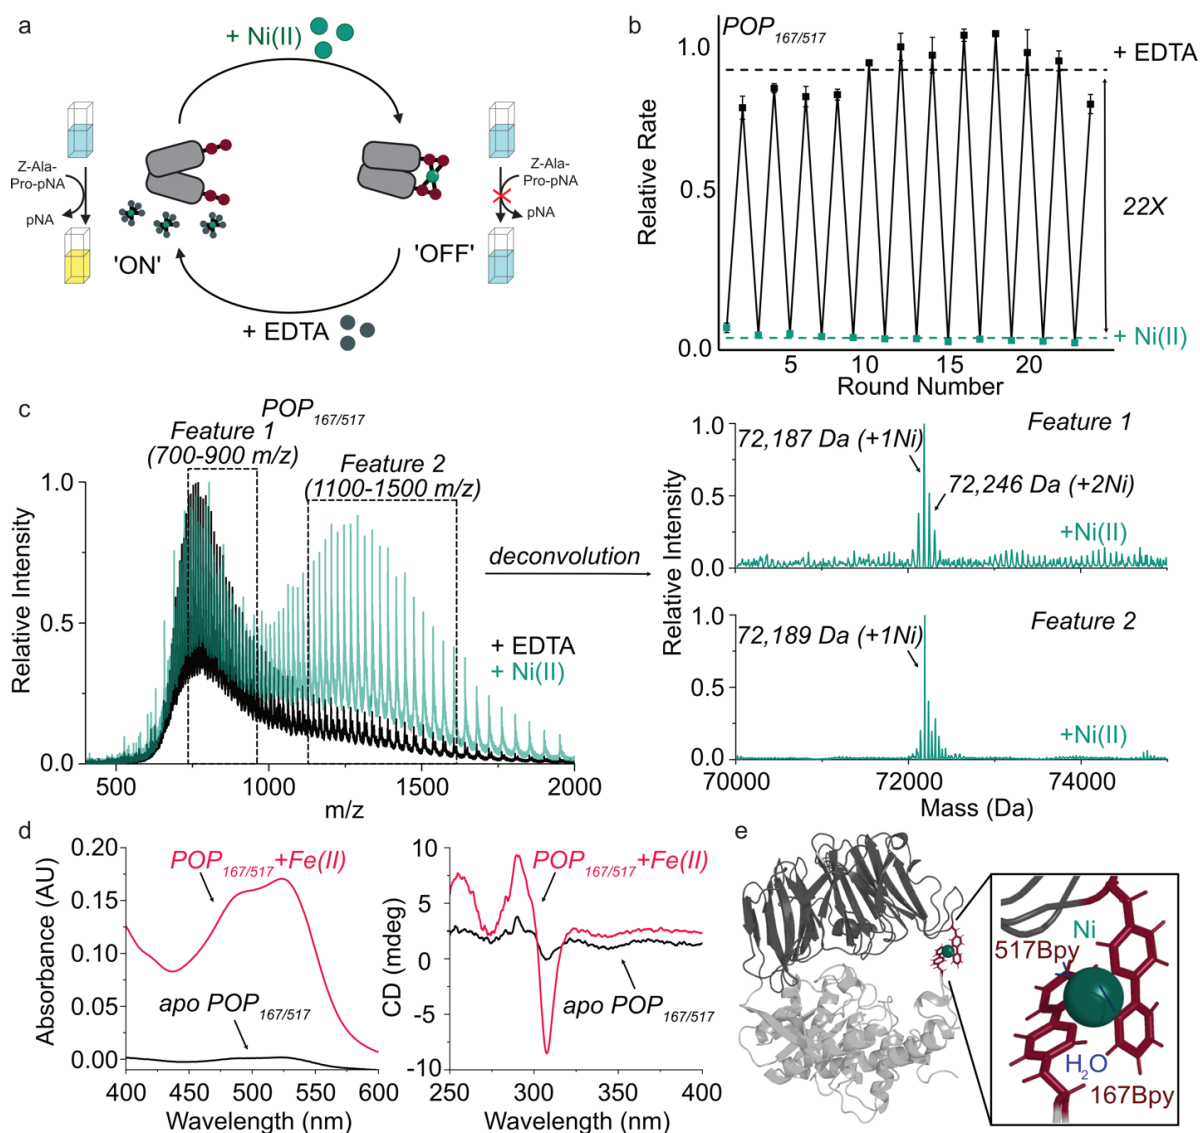 a
+ Ni(II)
Z-Ala-
Pro-pNA
pNA
'ON'
'OFF'
Z-Ala-
Pro-pNA
pNA
+ EDTA
b
POP167/517
Relative Rate
1.0
0.5
0.0
+ EDTA
22X
+ Ni(II)
5
10
15
20
Round Number
c
POP167/517
Feature 1
(700-900 m/z)
Feature 2
(1100-1500 m/z)
Relative Intensity
1.0
0.5
0.0
+ EDTA
+ Ni(II)
500
1000
1500
2000
m/z
deconvolution
Relative Intensity
1.0
0.5
0.0
72,187 Da (+1Ni)
Feature 1
72,246 Da (+2Ni)
+Ni(II)
1.0
0.5
0.0
72,189 Da (+1Ni)
Feature 2
+Ni(II)
70000
72000
74000
Mass (Da)
d
Absorbance (AU)
0.20
0.15
0.10
0.05
0.00
POP167/517+Fe(II)
apo POP167/517
400
450
500
550
600
Wavelength (nm)
CD (mdeg)
10
5
0
-5
-10
POP167/517+Fe(II)
apo POP167/517
250
300
350
400
Wavelength (nm)
e
Ni
517Bpy
H2O
167Bpy